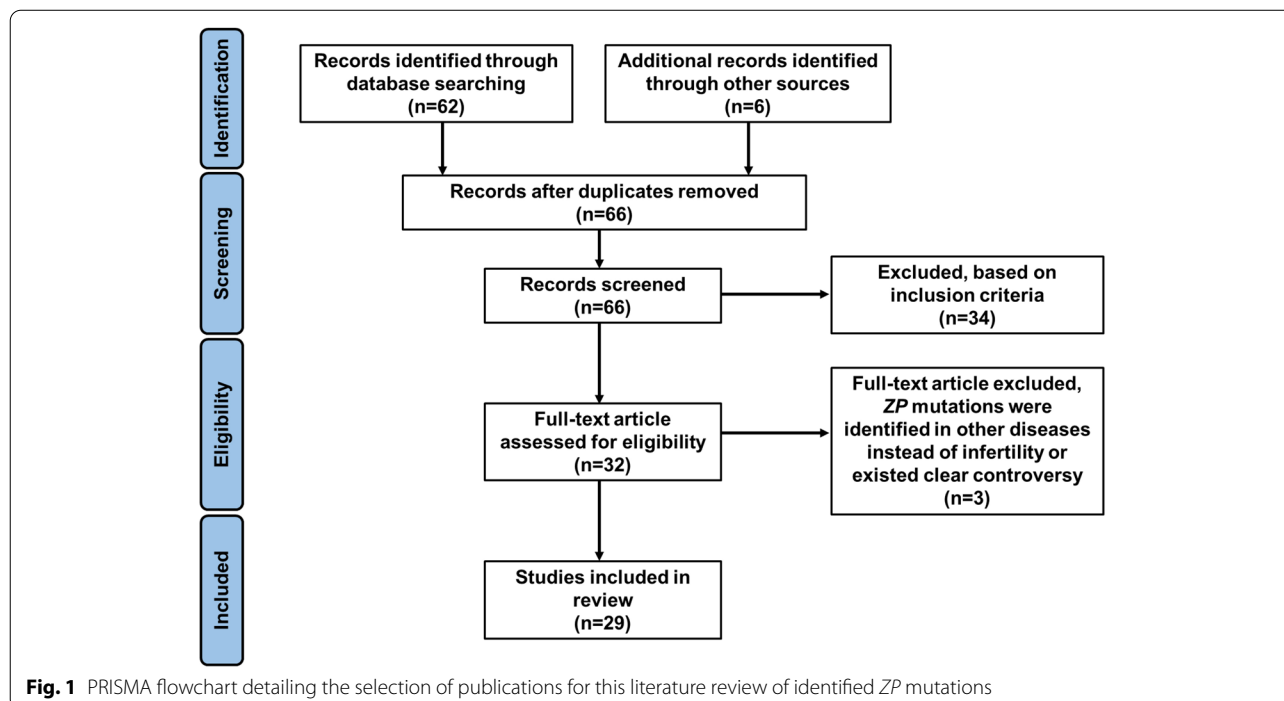 Identification
Records identified through
database searching
(n=62)
Additional records identified
through other sources
(n=6)
Screening
Records after duplicates removed
(n=66)
Records screened
(n=66)
Excluded, based on
inclusion criteria
(n=34)
Eligibility
Full-text article
assessed for eligibility
(n=32)
Full-text article excluded,
ZP mutations were
identified in other diseases
instead of infertility or
existed clear controversy
(n=3)
Included
Studies included in
review
(n=29)
Fig. 1 PRISMA flowchart detailing the selection of publications for this literature review of identified ZP mutations